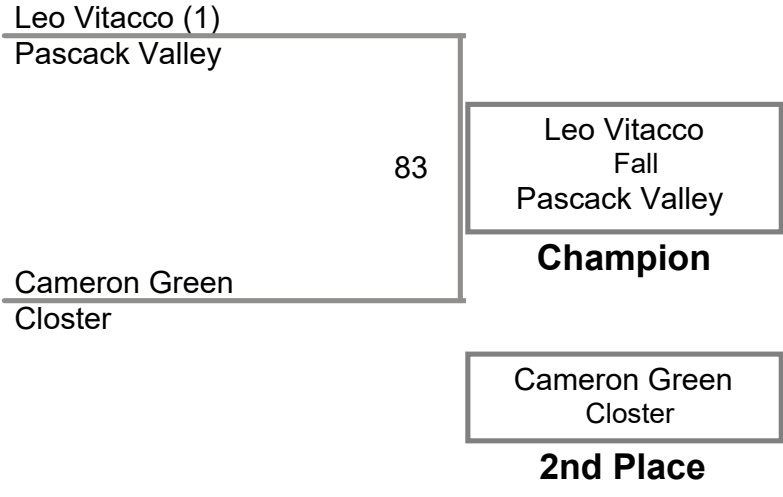 Leo Vitacco (1)
Pascack Valley
83
Cameron Green
Closter
Leo Vitacco
Fall
Pascack Valley
Champion
Cameron Green
Closter
2nd Place